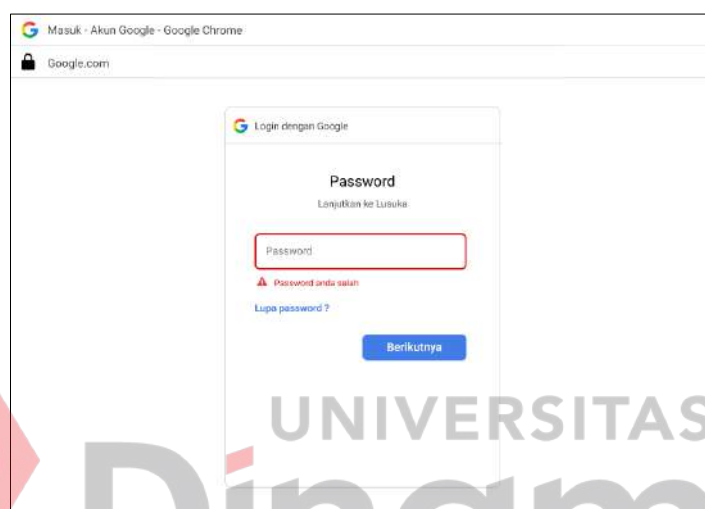 Masuk - Akun Google - Google Chrome
Google.com
Login dengan Google
Password
Lanjutkan ke Lusuka
Password
Password anda salah
Lupa password ?
Berikutnya
UNIVERSITAS
Dinam